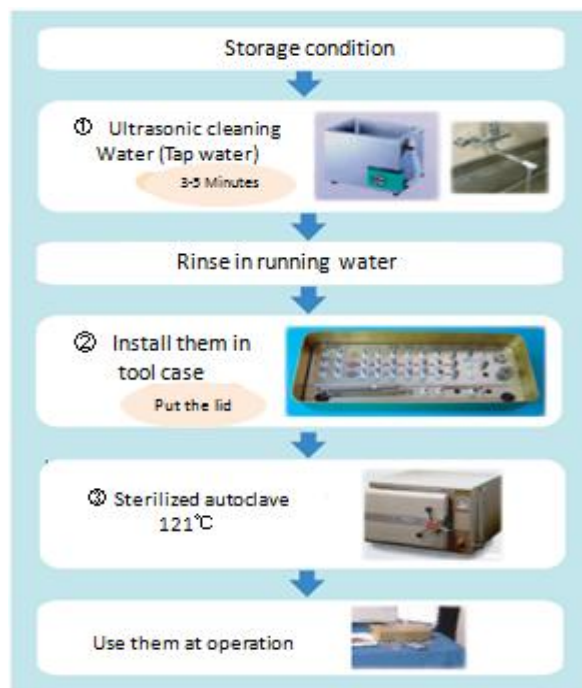 Storage condition
① Ultrasonic cleaning
Water (Tap water)
3-5 Minutes
Rinse in running water
② Install them in
tool case
Put the lid
③ Sterilized autoclave
121℃
Use them at operation